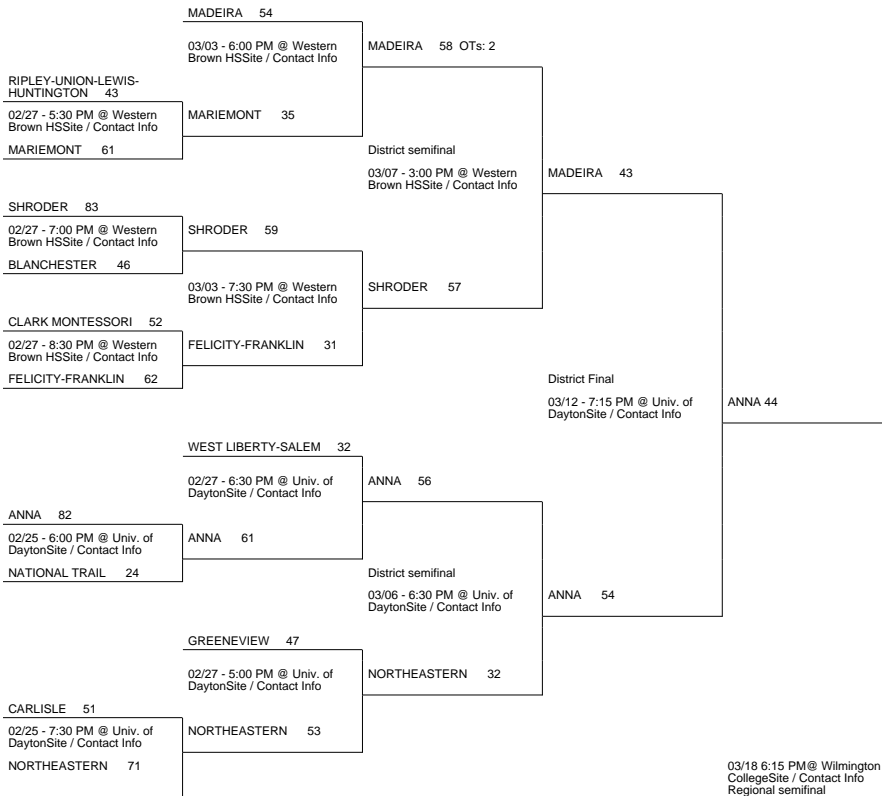 MADEIRA 54
03/03 - 6:00 PM @ Western
Brown HSSite / Contact Info
MADEIRA 58 OTs: 2
RIPLEY-UNION-LEWIS-
HUNTINGTON 43
02/27 - 5:30 PM @ Western
Brown HSSite / Contact Info
MARIEMONT 35
MARIEMONT 61
District semifinal
03/07 - 3:00 PM @ Western
Brown HSSite / Contact Info
MADEIRA 43
SHRODER 83
02/27 - 7:00 PM @ Western
Brown HSSite / Contact Info
SHRODER 59
BLANCHESTER 46
03/03 - 7:30 PM @ Western
Brown HSSite / Contact Info
SHRODER 57
CLARK MONTESSORI 52
02/27 - 8:30 PM @ Western
Brown HSSite / Contact Info
FELICITY-FRANKLIN 31
FELICITY-FRANKLIN 62
District Final
03/12 - 7:15 PM @ Univ. of
DaytonSite / Contact Info
ANNA 44
WEST LIBERTY-SALEM 32
02/27 - 6:30 PM @ Univ. of
DaytonSite / Contact Info
ANNA 56
ANNA 82
02/25 - 6:00 PM @ Univ. of
DaytonSite / Contact Info
ANNA 61
NATIONAL TRAIL 24
District semifinal
03/06 - 6:30 PM @ Univ. of
DaytonSite / Contact Info
ANNA 54
GREENEVIEW 47
02/27 - 5:00 PM @ Univ. of
DaytonSite / Contact Info
NORTHEASTERN 32
CARLISLE 51
02/25 - 7:30 PM @ Univ. of
DaytonSite / Contact Info
NORTHEASTERN 53
NORTHEASTERN 71
03/18 6:15 PM@ Wilmington
CollegeSite / Contact Info
Regional semifinal